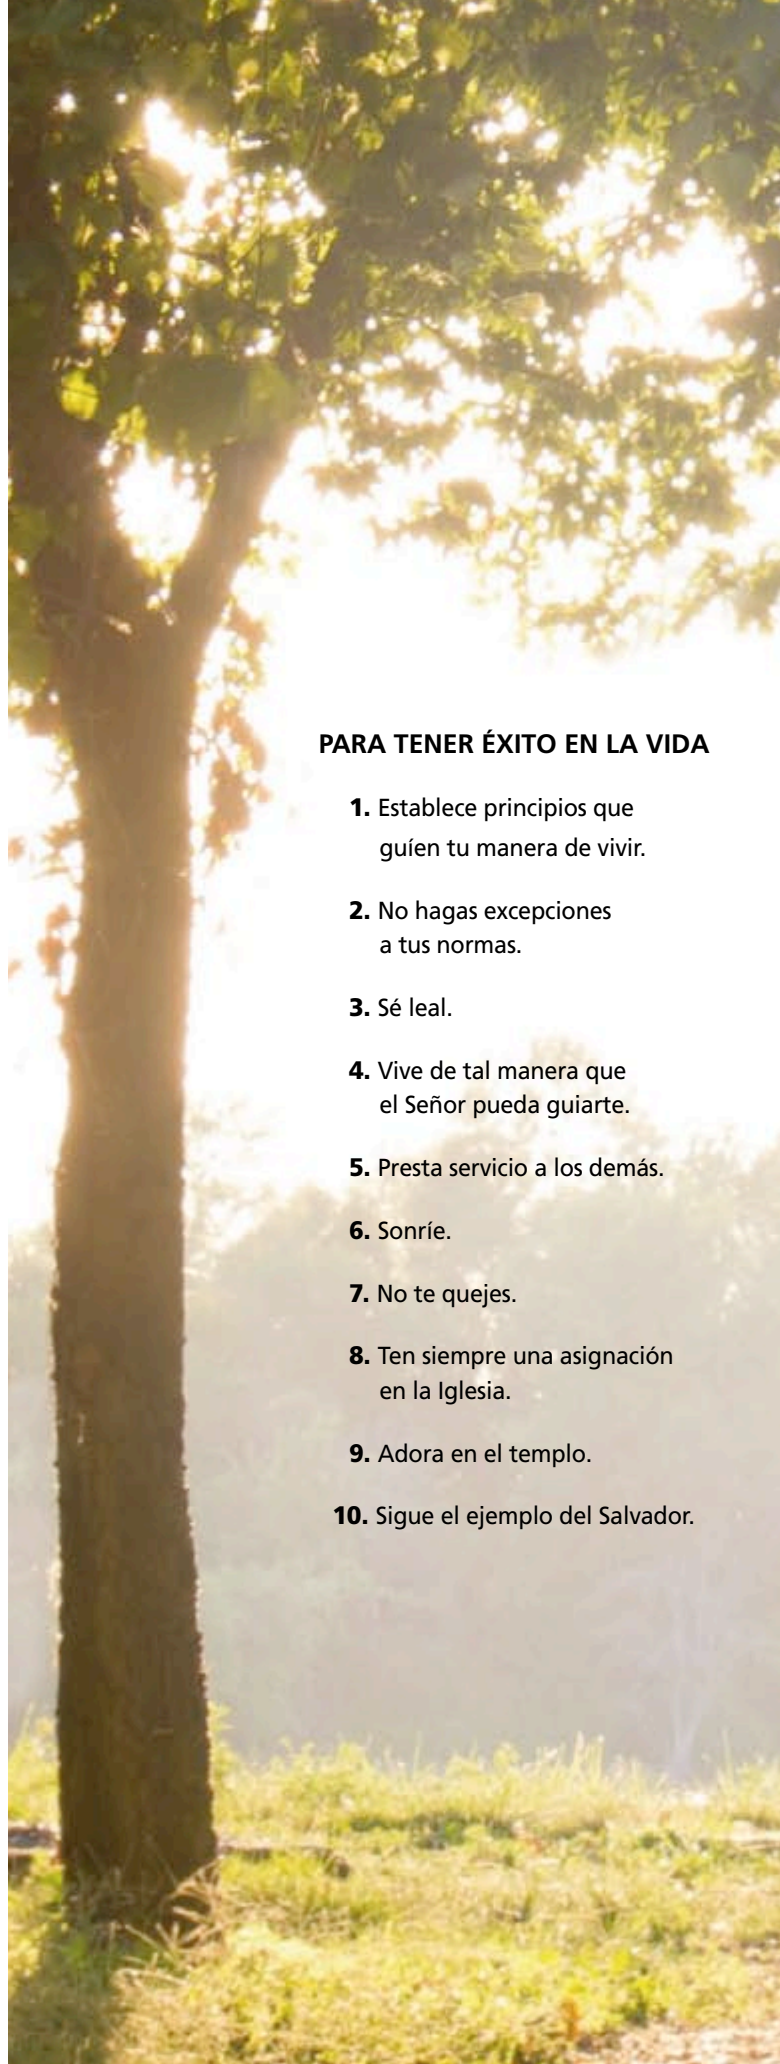 PARA TENER ÉXITO EN LA VIDA
1. Establece principios que
guíen tu manera de vivir.
2. No hagas excepciones
a tus normas.
3. Sé leal.
4. Vive de tal manera que
el Señor pueda guiarte.
5. Presta servicio a los demás.
6. Sonríe.
7. No te quejes.
8. Ten siempre una asignación
en la Iglesia.
9. Adora en el templo.
10. Sigue el ejemplo del Salvador.